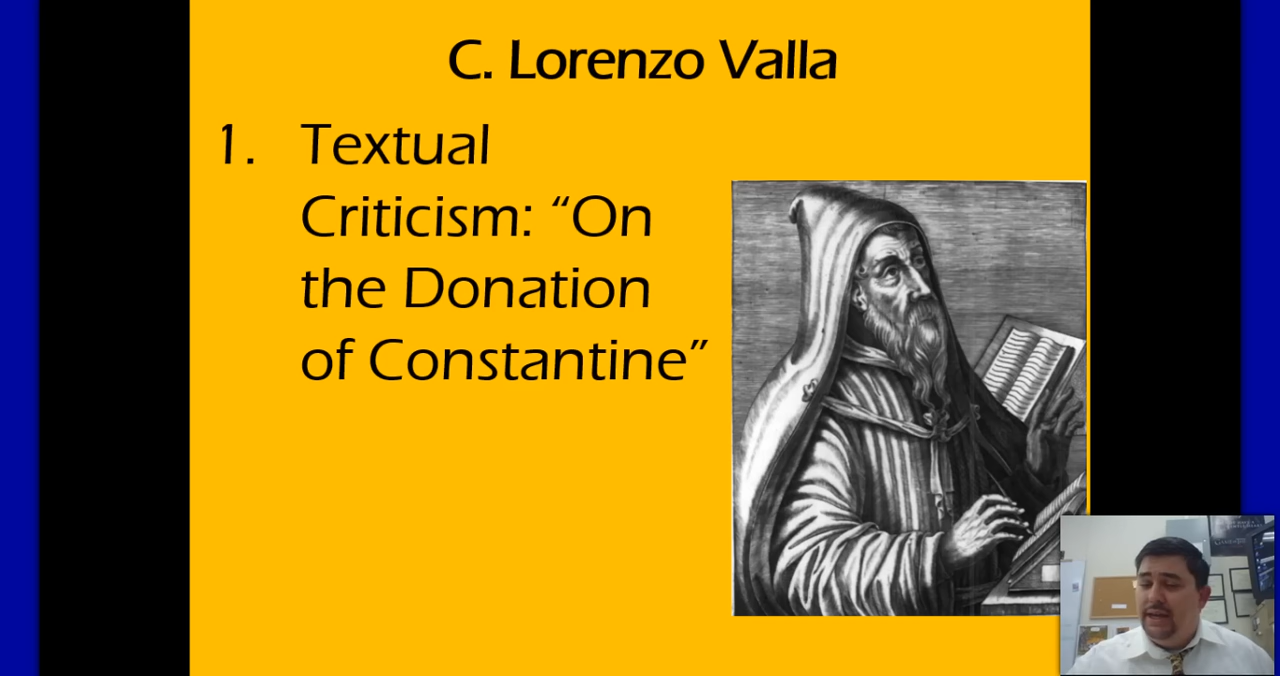 C. Lorenzo Valla
1. Textual
Criticism: “On
the Donation
of Constantine”